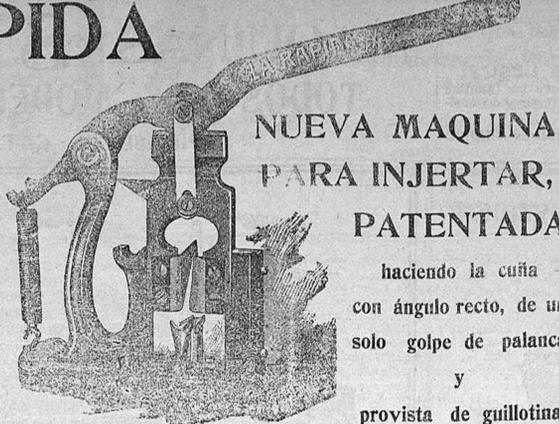 PIDA
LA RAPIDA
NUEVA MAQUINA
PARA INJERTAR,
PATENTADA
haciendo la cuña
con ángulo recto, de u
solo golpe de palanca
y
provista de guillotina